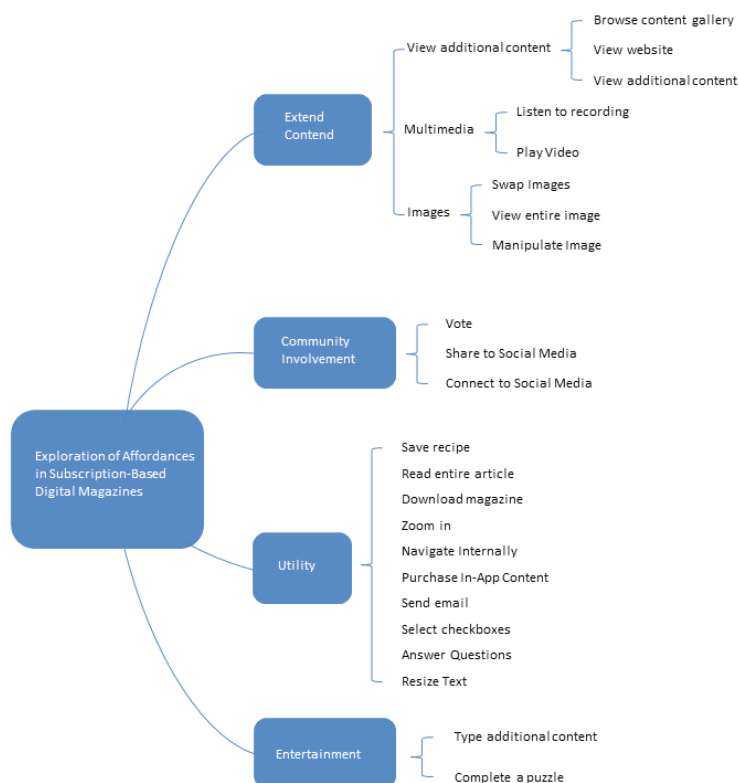 Exploration of Affordances
in Subscription-Based
Digital Magazines
Extend
Contend
View additional content
Browse content gallery
View website
View additional content
Multimedia
Listen to recording
Play Video
Images
Swap Images
View entire image
Manipulate Image
Community
Involvement
Vote
Share to Social Media
Connect to Social Media
Utility
Save recipe
Read entire article
Download magazine
Zoom in
Navigate Internally
Purchase In-App Content
Send email
Select checkboxes
Answer Questions
Resize Text
Entertainment
Type additional content
Complete a puzzle